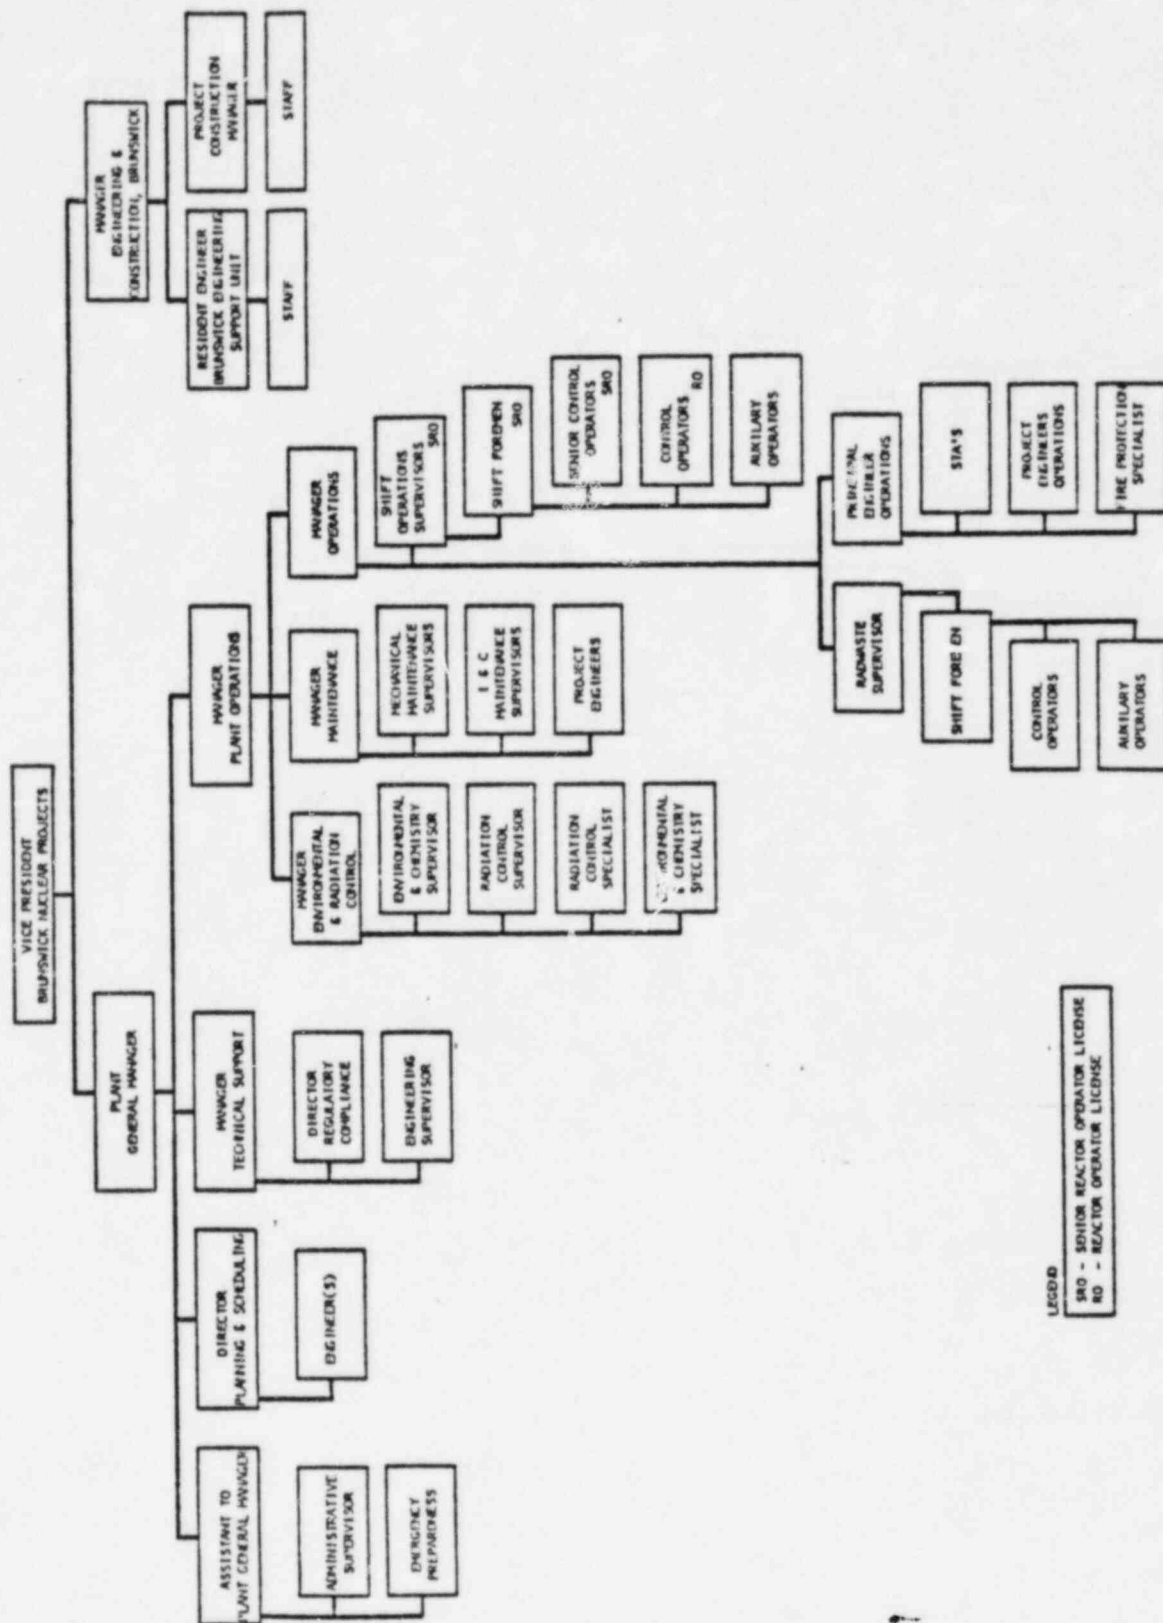 VICE PRESIDENT
BRUNSWICK NUCLEAR PROJECTS
PLANT
GENERAL MANAGER
MANAGER
ENGINEERING &
CONSTRUCTION, BRUNSWICK
ASSISTANT TO
PLANT GENERAL MANAGER
DIRECTOR
PLANNING & SCHEDULING
MANAGER
TECHNICAL SUPPORT
MANAGER
PLANT OPERATIONS
RESIDENT ENGINEER
BRUNSWICK ENGINEERING
SUPPORT UNIT
PROJECT
CONSTRUCTION
MANAGER
STAFF
STAFF
ADMINISTRATIVE
SUPERVISOR
EMERGENCY
PREPARDNESS
ENGINEER(S)
DIRECTOR
REGULATORY
COMPLIANCE
ENGINEERING
SUPERVISOR
MANAGER
ENVIRONMENTAL
& RADIATION
CONTROL
ENVIRONMENTAL
& CHEMISTRY
SUPERVISOR
RADIATION
CONTROL
SUPERVISOR
RADIATION
CONTROL
SPECIALIST
& CHEMISTRY
SPECIALIST
MANAGER
MAINTENANCE
MECHANICAL
MAINTENANCE
SUPERVISORS
I & C
MAINTENANCE
SUPERVISORS
PROJECT
ENGINEERS
MANAGER
OPERATIONS
SHIFT
OPERATIONS
SUPERVISORS
SRO
SHIFT FOREMEN
SRO
SENIOR CONTROL
OPERATORS
SRO
CONTROL
OPERATORS
RO
AUXILARY
OPERATORS
RADWASTE
SUPERVISOR
SHIFT FOREMEN
CONTROL
OPERATORS
AUXILARY
OPERATORS
PRINCIPAL
ENGINEER
OPERATIONS
STA'S
PROJECT
ENGINEERS
OPERATIONS
FIRE PROTECTION
SPECIALIST
LEGEND
SRO - SENIOR REACTOR OPERATOR LICENSE
RO - REACTOR OPERATOR LICENSE